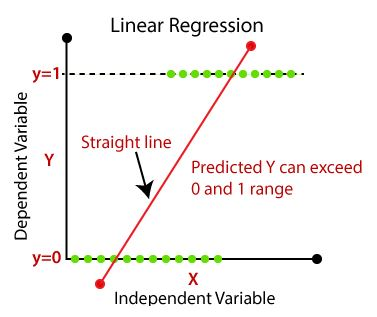 Linear Regression
y=1
Dependent Variable
Y
Straight line
Predicted Y can exceed
0 and 1 range
y=0
X
Independent Variable